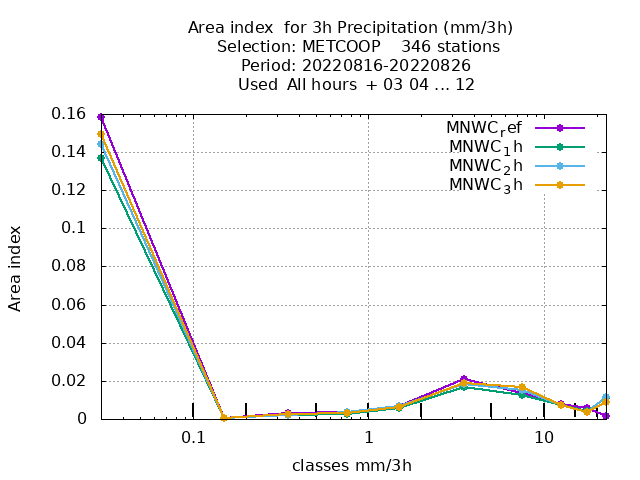 Area index  for 3h Precipitation (mm/3h)
Selection: METCOOP    346 stations
Period: 20220816-20220826
Used  All hours  + 03 04 ... 12
MNWC_ref
MNWC_1h
MNWC_2h
MNWC_3h
0.16
0.14
0.12
0.1
0.08
0.06
0.04
0.02
0
Area index
0.1
1
10
classes mm/3h